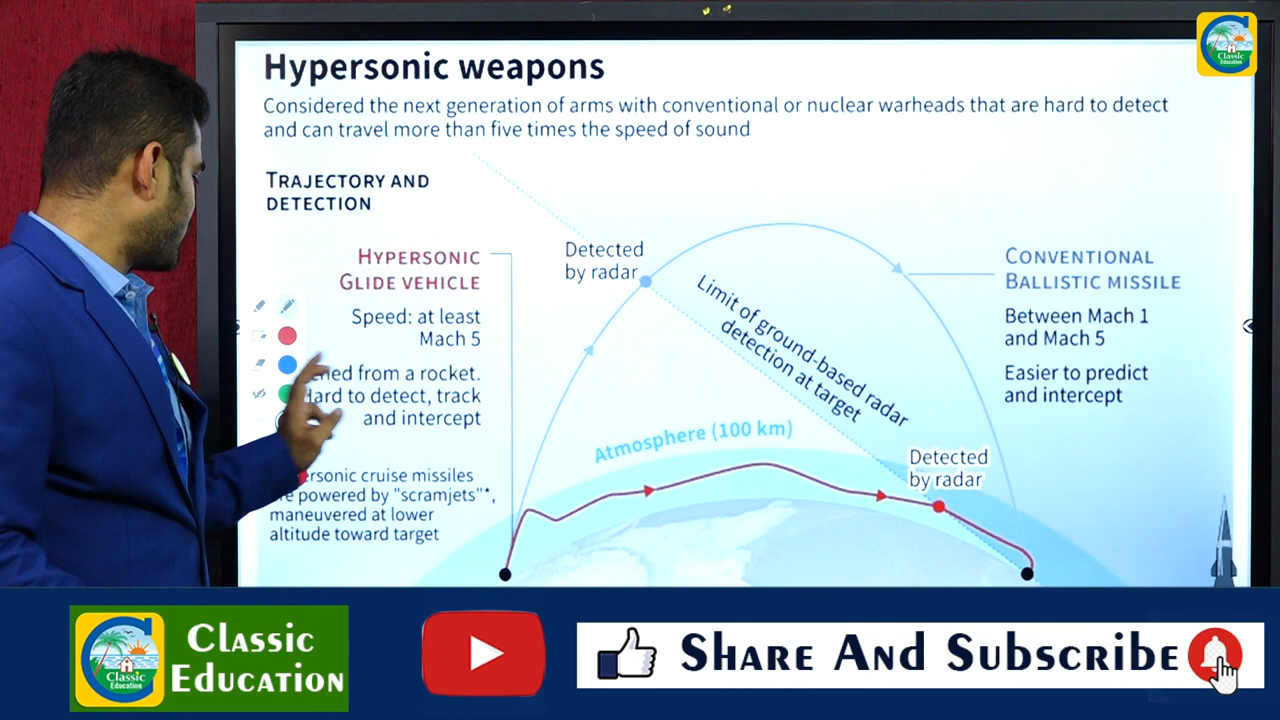 Hypersonic weapons
Considered the next generation of arms with conventional or nuclear warheads that are hard to detect
and can travel more than five times the speed of sound
TRAJECTORY AND
DETECTION
HYPERSONIC
GLIDE VEHICLE
Speed: at least
Mach 5
from a rocket.
Hard to detect, track
and intercept
cruise missiles
powered by "scramjets"*,
maneuvered at lower
altitude toward target
Detected
by radar
Limit of ground-based radar
detection at target
Atmosphere (100 km)
Detected
by radar
CONVENTIONAL
BALLISTIC MISSILE
Between Mach 1
and Mach 5
Easier to predict
and intercept
Classic
Education
Classic
Education
CLASSIC
EDUCATION
SHARE AND SUBSCRIBE